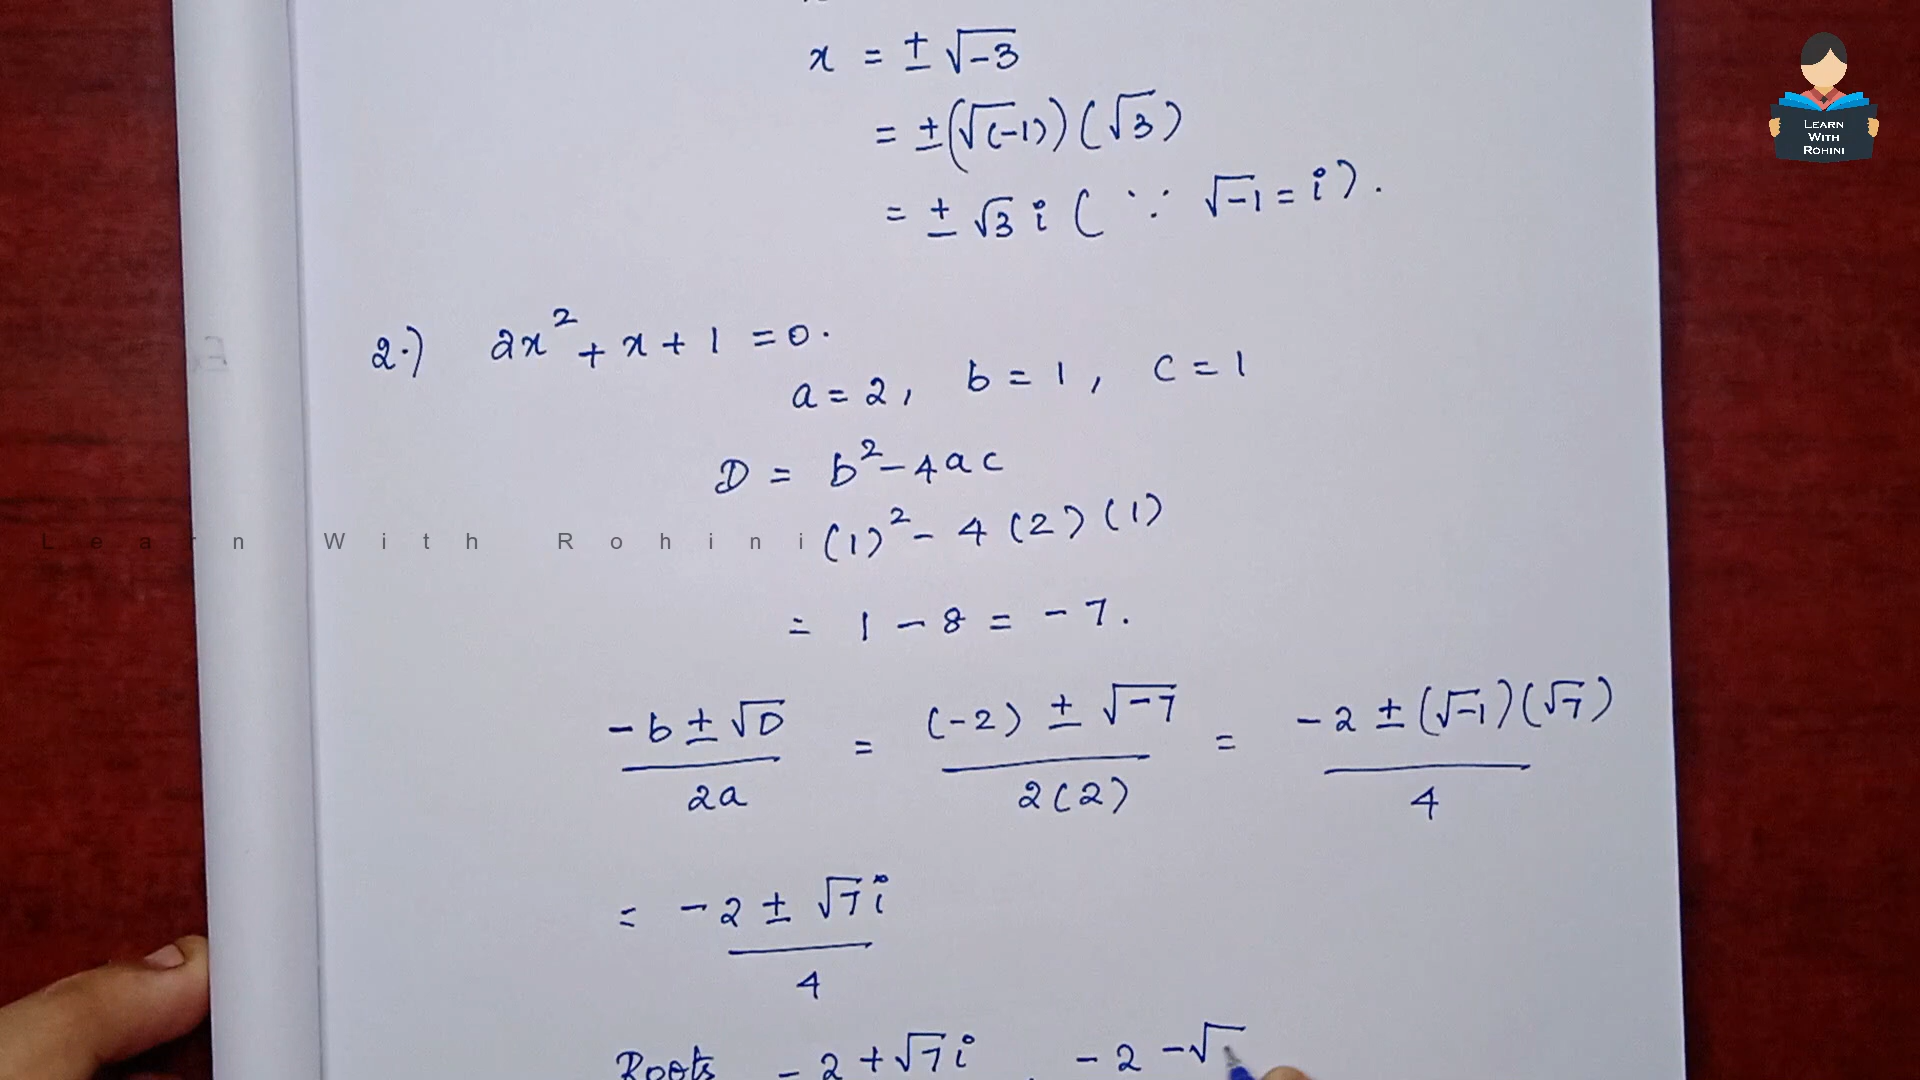 x = ± √-3
= ±(√(-1)) (√3)
= ± √3 i ( ∵ √-1 = i).
LEARN
WITH
ROHINI
2.) 2x² + x + 1 = 0.
a = 2, b = 1, c = 1
D = b² - 4ac
Learn With Rohini
(1)² - 4 (2) (1)
= 1 - 8 = -7.
-b ± √D / 2a = (-2) ± √-7 / 2(2) = -2 ± (√-1)(√7) / 4
= -2 ± √7 i / 4
Roots -2 + √7 i , -2 - √